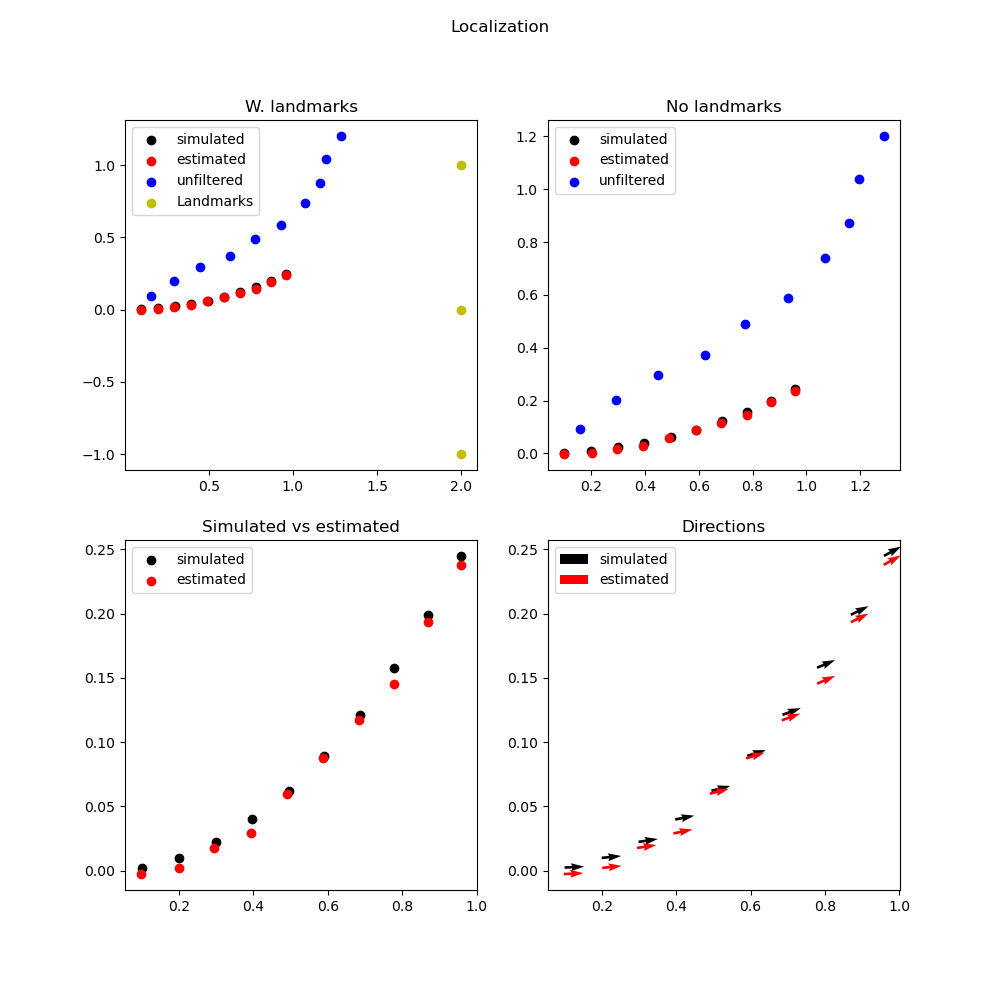 Localization
W. landmarks
simulated
estimated
unfiltered
Landmarks
1.0
0.5
0.0
−0.5
−1.0
0.5 1.0 1.5 2.0
No landmarks
simulated
estimated
unfiltered
1.2
1.0
0.8
0.6
0.4
0.2
0.0
0.2 0.4 0.6 0.8 1.0 1.2
Simulated vs estimated
simulated
estimated
0.25
0.20
0.15
0.10
0.05
0.00
0.2 0.4 0.6 0.8 1.0
Directions
simulated
estimated
0.25
0.20
0.15
0.10
0.05
0.00
0.2 0.4 0.6 0.8 1.0